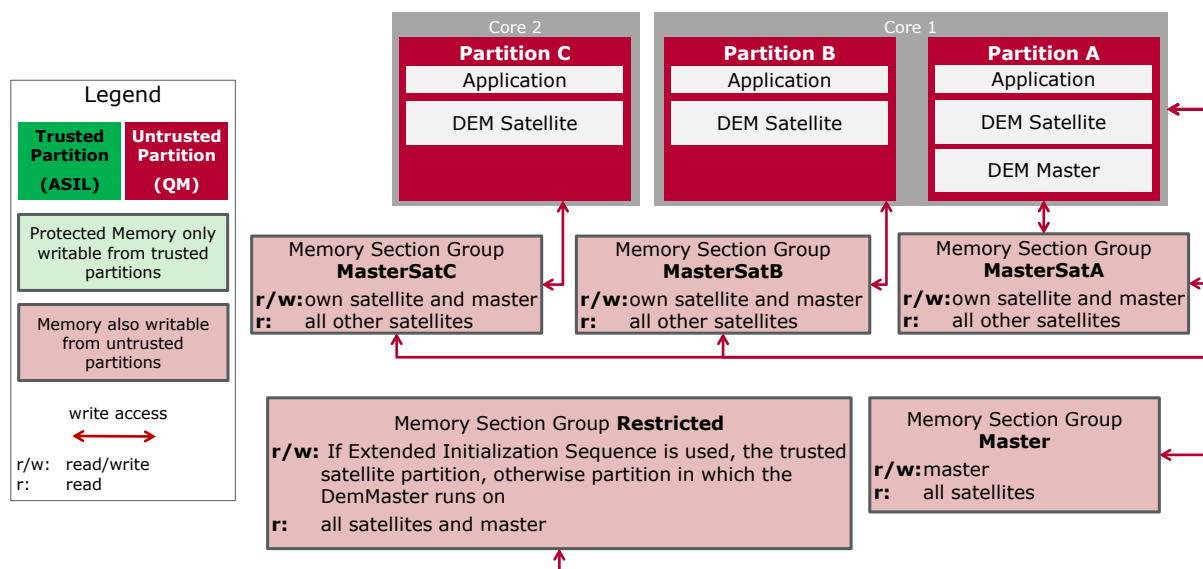 Core 2
Core 1
Partition C
Application
DEM Satellite
Partition B
Application
DEM Satellite
Partition A
Application
DEM Satellite
DEM Master
Legend
Trusted
Partition
(ASIL)
Untrusted
Partition
(QM)
Protected Memory only
writable from trusted
partitions
Memory also writable
from untrusted
partitions
write access
r/w: read/write
r: read
Memory Section Group
MasterSatC
r/w:own satellite and master
r: all other satellites
Memory Section Group
MasterSatB
r/w:own satellite and master
r: all other satellites
Memory Section Group
MasterSatA
r/w:own satellite and master
r: all other satellites
Memory Section Group Restricted
r/w: If Extended Initialization Sequence is used, the trusted
satellite partition, otherwise partition in which the
DemMaster runs on
r: all satellites and master
Memory Section Group
Master
r/w:master
r: all satellites